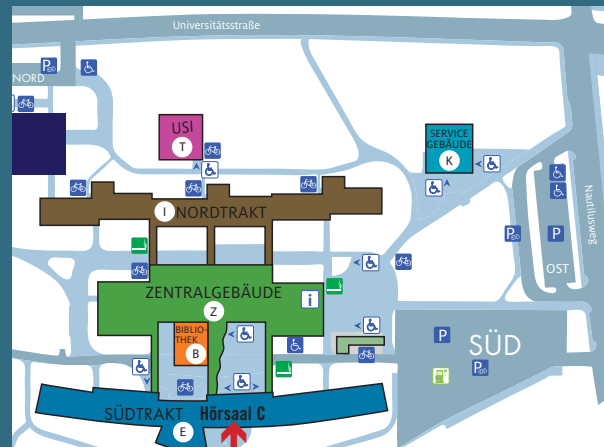 Universitätsstraße
P
NORD
USI
T
SERVICE
GEBÄUDE
K
I NORDTRAKT
Nautilusweg
P
P
OST
ZENTRALGEBÄUDE
i
Z
BIBLIO-
THEK
B
P
SÜD
P
SÜDTRAKT Hörsaal C
E